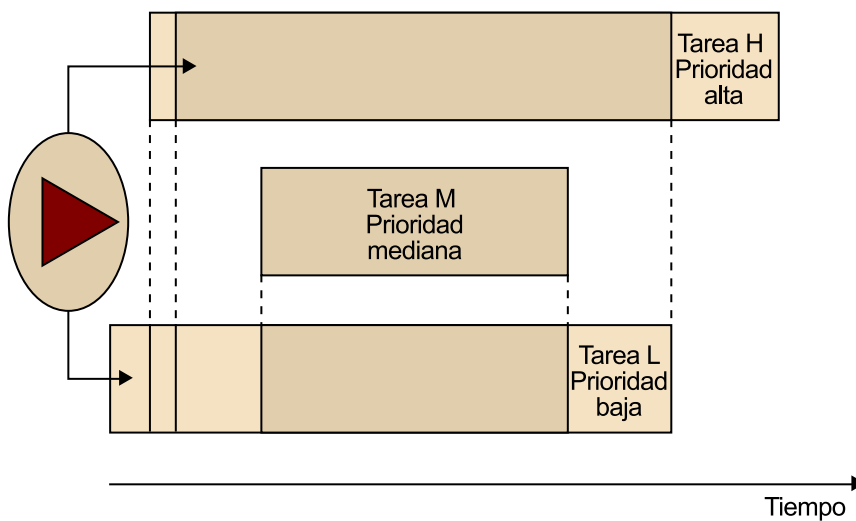 Tarea H
Prioridad
alta
Tarea M
Prioridad
mediana
Tarea L
Prioridad
baja
Tiempo